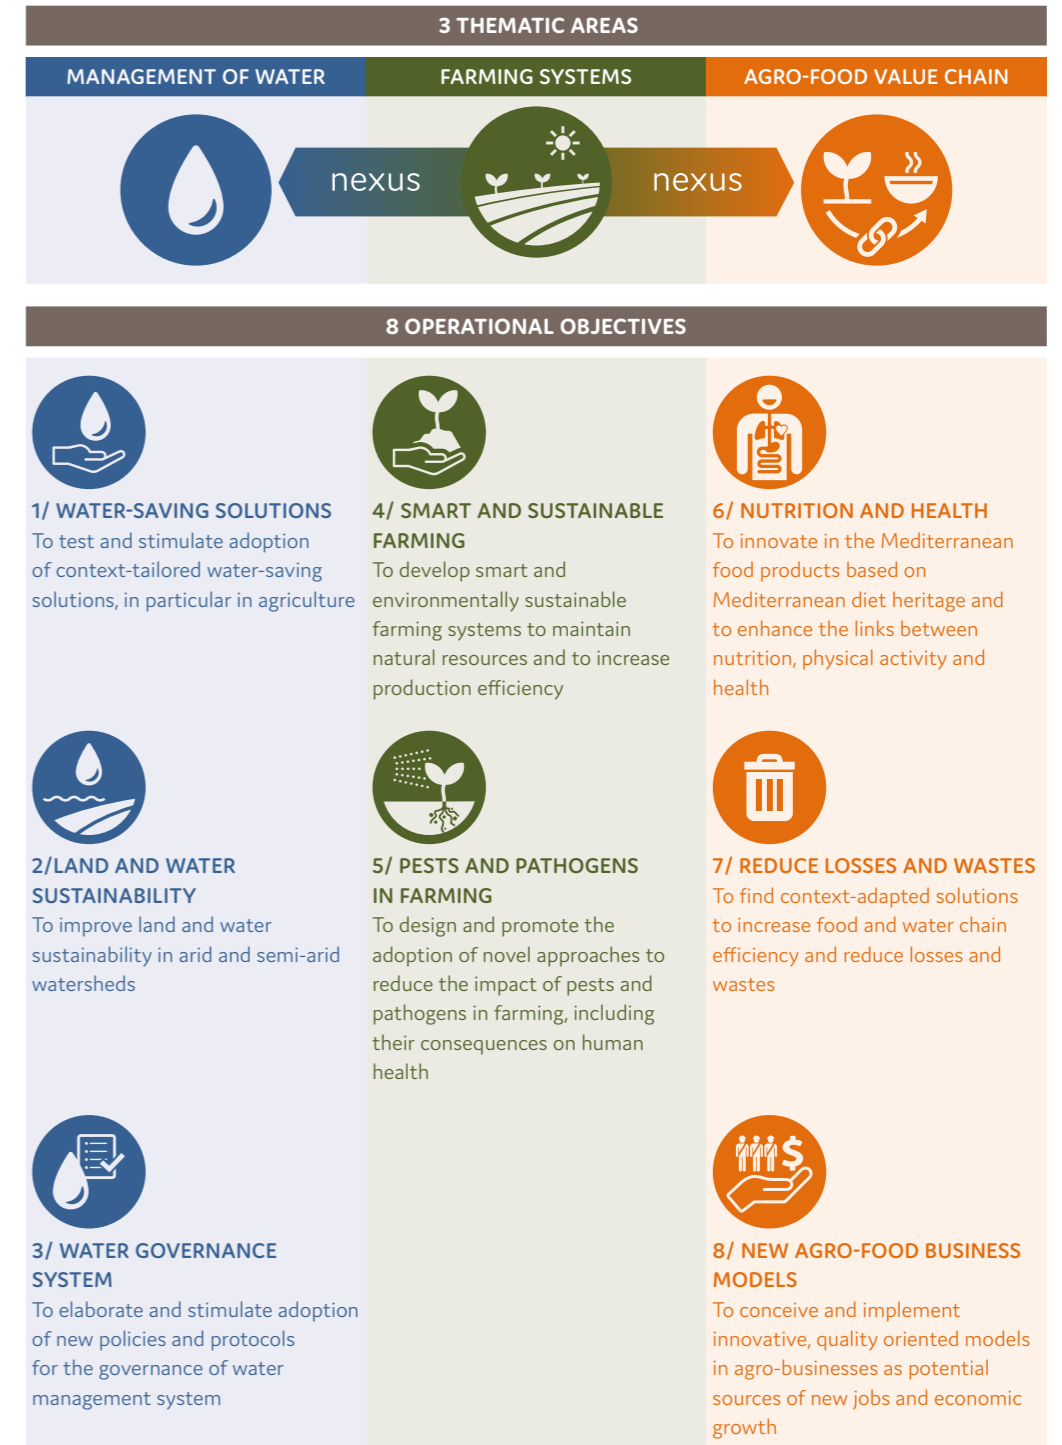 3 THEMATIC AREAS
MANAGEMENT OF WATER
FARMING SYSTEMS
AGRO-FOOD VALUE CHAIN
nexus
nexus
8 OPERATIONAL OBJECTIVES
1/ WATER-SAVING SOLUTIONS
To test and stimulate adoption
of context-tailored water-saving
solutions, in particular in agriculture
2/LAND AND WATER
SUSTAINABILITY
To improve land and water
sustainability in arid and semi-arid
watersheds
3/ WATER GOVERNANCE
SYSTEM
To elaborate and stimulate adoption
of new policies and protocols
for the governance of water
management system
4/ SMART AND SUSTAINABLE
FARMING
To develop smart and
environmentally sustainable
farming systems to maintain
natural resources and to increase
production efficiency
5/ PESTS AND PATHOGENS
IN FARMING
To design and promote the
adoption of novel approaches to
reduce the impact of pests and
pathogens in farming, including
their consequences on human
health
6/ NUTRITION AND HEALTH
To innovate in the Mediterranean
food products based on
Mediterranean diet heritage and
to enhance the links between
nutrition, physical activity and
health
7/ REDUCE LOSSES AND WASTES
To find context-adapted solutions
to increase food and water chain
efficiency and reduce losses and
wastes
8/ NEW AGRO-FOOD BUSINESS
MODELS
To conceive and implement
innovative, quality oriented models
in agro-businesses as potential
sources of new jobs and economic
growth